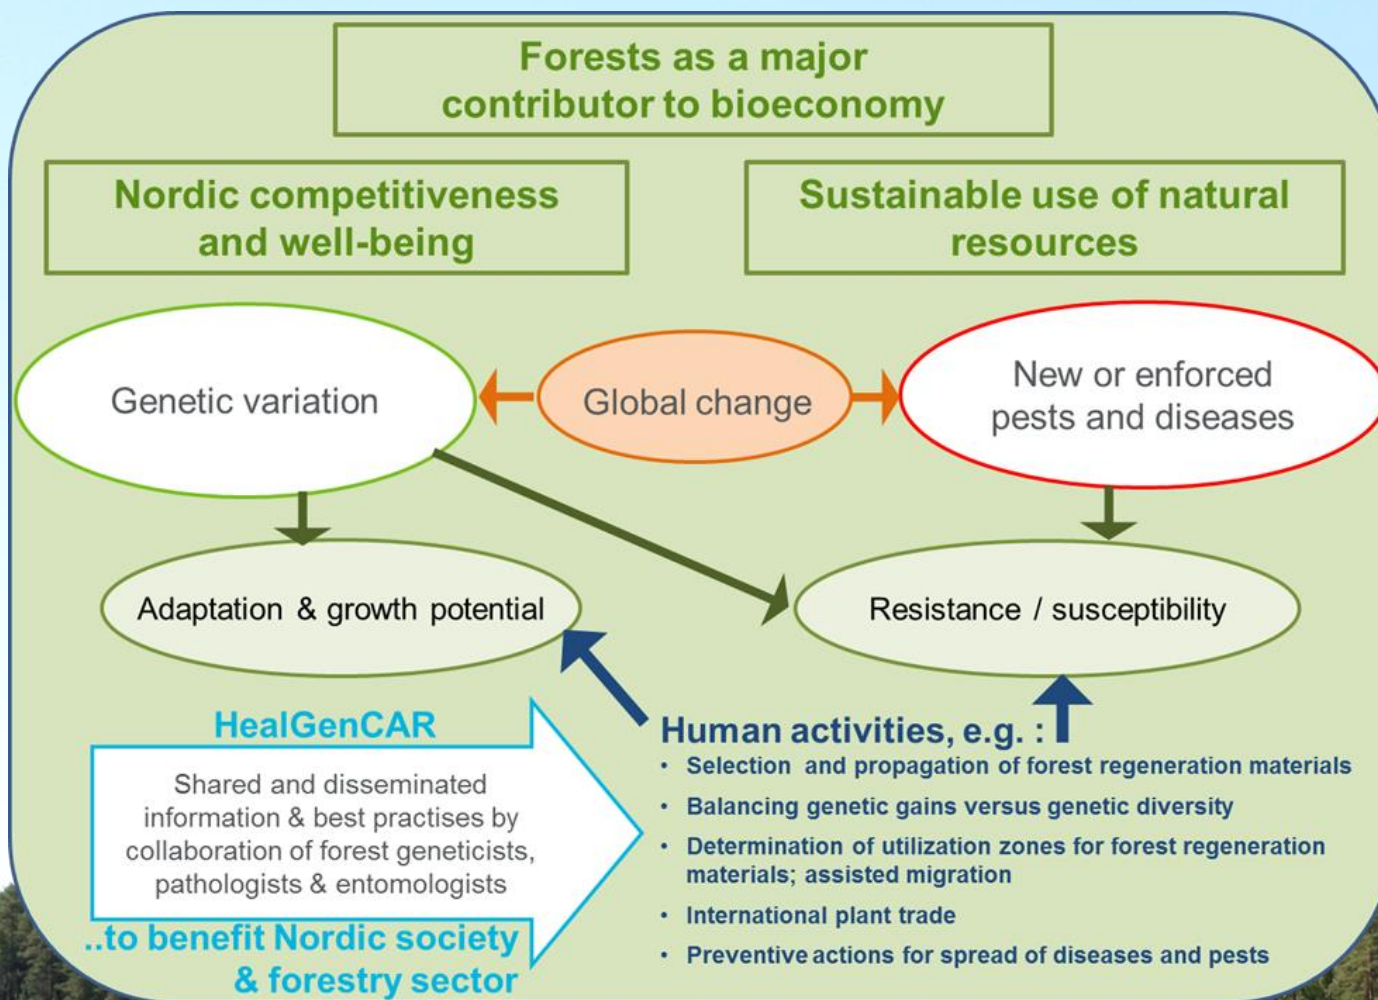 Forests as a major
contributor to bioeconomy
Nordic competitiveness
and well-being
Sustainable use of natural
resources
Genetic variation
Global change
New or enforced
pests and diseases
Adaptation & growth potential
Resistance / susceptibility
HealGenCAR
Shared and disseminated
information & best practises by
collaboration of forest geneticists,
pathologists & entomologists
..to benefit Nordic society
& forestry sector
Human activities, e.g. :
• Selection and propagation of forest regeneration materials
• Balancing genetic gains versus genetic diversity
• Determination of utilization zones for forest regeneration
materials; assisted migration
• International plant trade
• Preventive actions for spread of diseases and pests